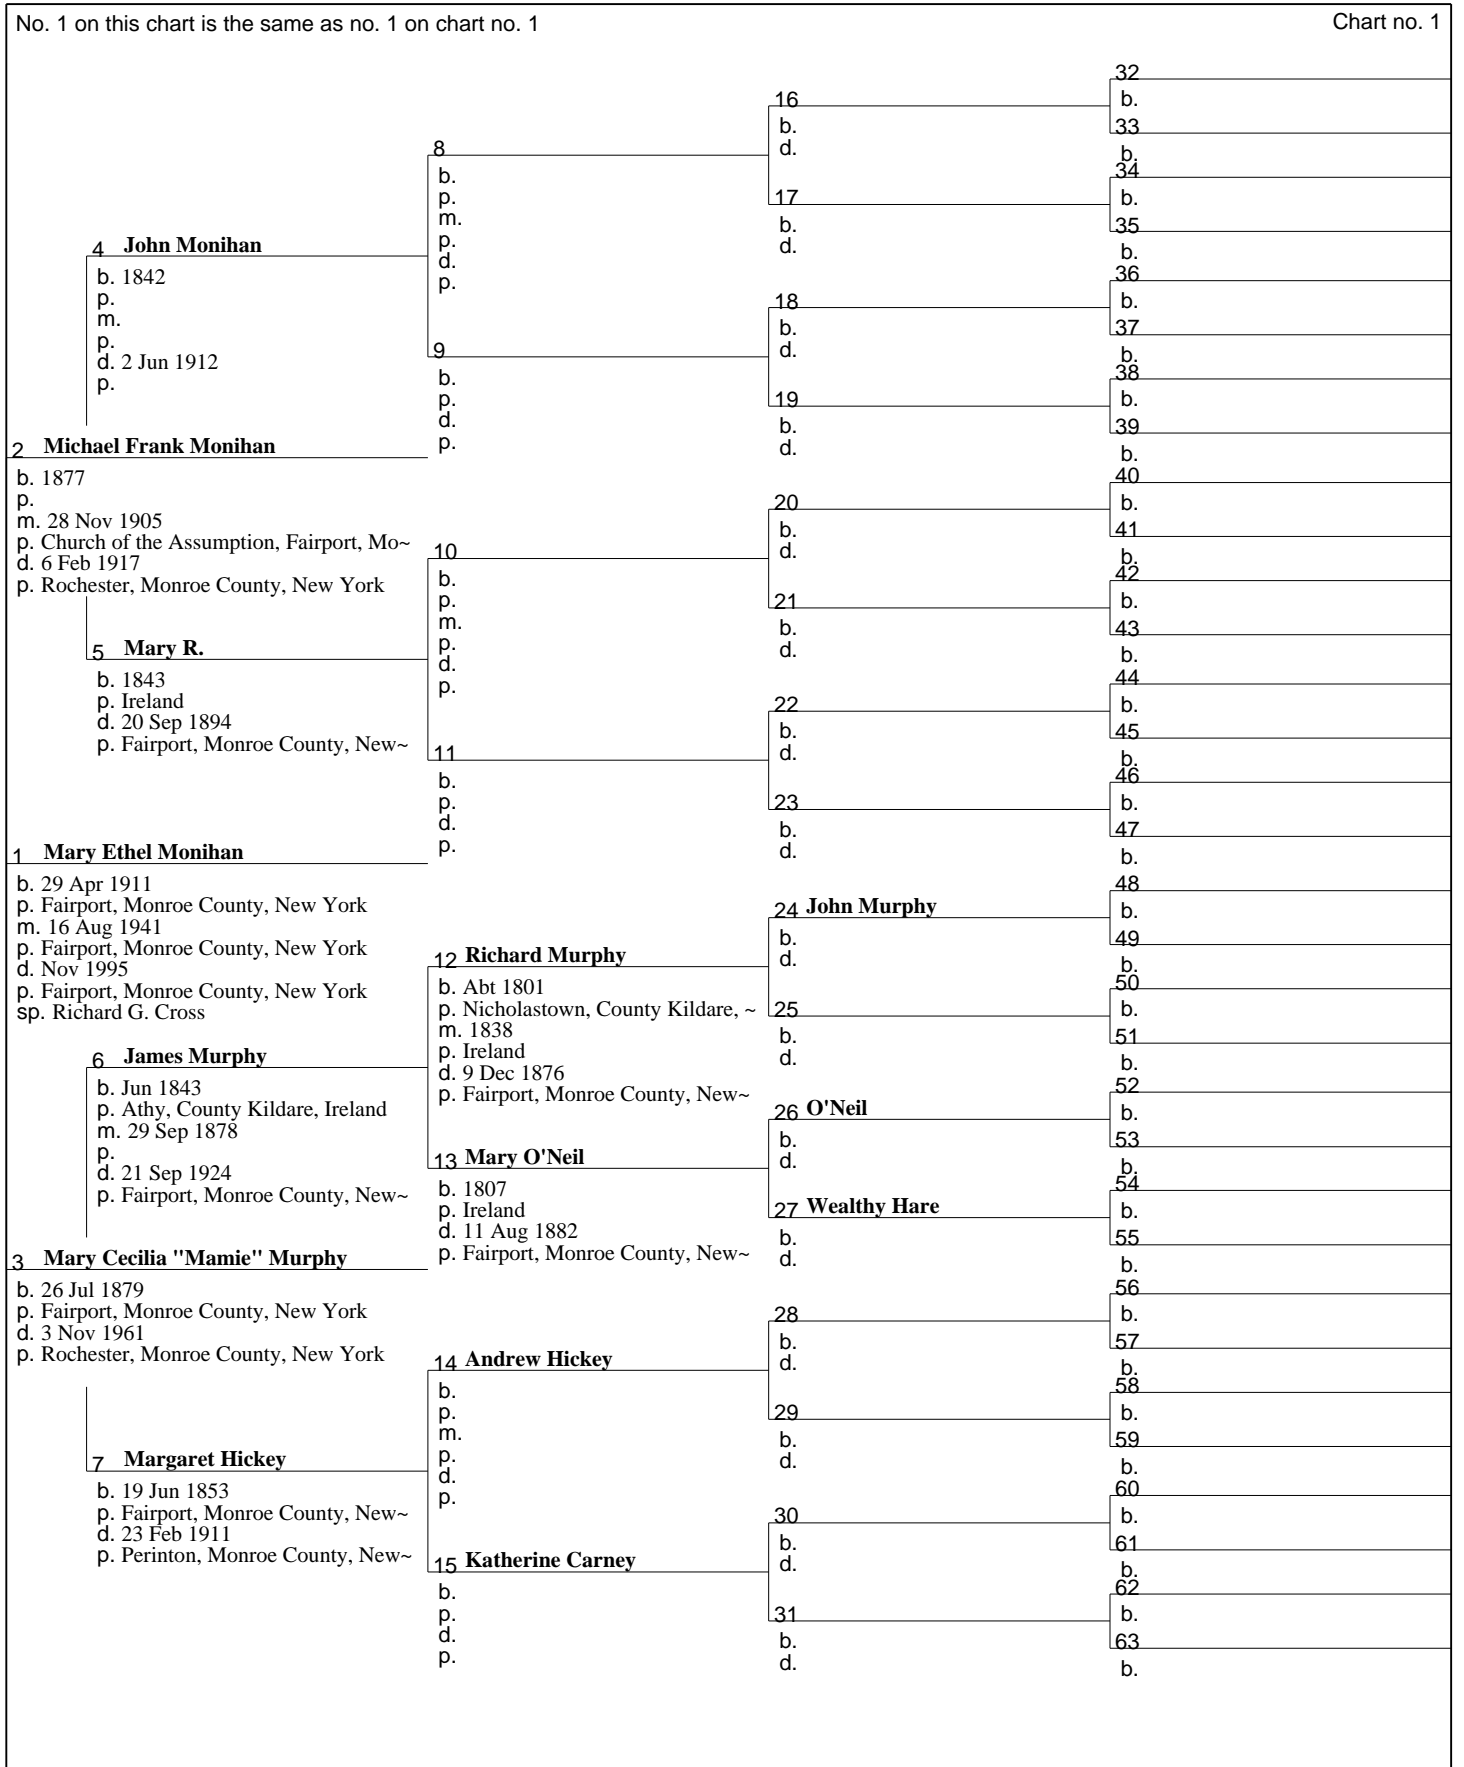 No. 1 on this chart is the same as no. 1 on chart no. 1
Chart no. 1
1 Mary Ethel Monihan
b. 29 Apr 1911
p. Fairport, Monroe County, New York
m. 16 Aug 1941
p. Fairport, Monroe County, New York
d. Nov 1995
p. Fairport, Monroe County, New York
sp. Richard G. Cross
2 Michael Frank Monihan
b. 1877
p.
m. 28 Nov 1905
p. Church of the Assumption, Fairport, Mo~
d. 6 Feb 1917
p. Rochester, Monroe County, New York
3 Mary Cecilia "Mamie" Murphy
b. 26 Jul 1879
p. Fairport, Monroe County, New York
d. 3 Nov 1961
p. Rochester, Monroe County, New York
4 John Monihan
b. 1842
p.
m.
p.
d. 2 Jun 1912
p.
5 Mary R.
b. 1843
p. Ireland
d. 20 Sep 1894
p. Fairport, Monroe County, New~
6 James Murphy
b. Jun 1843
p. Athy, County Kildare, Ireland
m. 29 Sep 1878
p.
d. 21 Sep 1924
p. Fairport, Monroe County, New~
7 Margaret Hickey
b. 19 Jun 1853
p. Fairport, Monroe County, New~
d. 23 Feb 1911
p. Perinton, Monroe County, New~
8
b.
p.
m.
p.
d.
p.
9
b.
p.
d.
p.
10
b.
p.
m.
p.
d.
p.
11
b.
p.
d.
p.
12 Richard Murphy
b. Abt 1801
p. Nicholastown, County Kildare, ~
m. 1838
p. Ireland
d. 9 Dec 1876
p. Fairport, Monroe County, New~
13 Mary O'Neil
b. 1807
p. Ireland
d. 11 Aug 1882
p. Fairport, Monroe County, New~
14 Andrew Hickey
b.
p.
m.
p.
d.
p.
15 Katherine Carney
b.
p.
d.
p.
16
b.
d.
17
b.
d.
18
b.
d.
19
b.
d.
20
b.
d.
21
b.
d.
22
b.
d.
23
b.
d.
24 John Murphy
b.
d.
25
b.
d.
26 O'Neil
b.
d.
27 Wealthy Hare
b.
d.
28
b.
d.
29
b.
d.
30
b.
d.
31
b.
d.
32
b.
33
b.
34
b.
35
b.
36
b.
37
b.
38
b.
39
b.
40
b.
41
b.
42
b.
43
b.
44
b.
45
b.
46
b.
47
b.
48
b.
49
b.
50
b.
51
b.
52
b.
53
b.
54
b.
55
b.
56
b.
57
b.
58
b.
59
b.
60
b.
61
b.
62
b.
63
b.